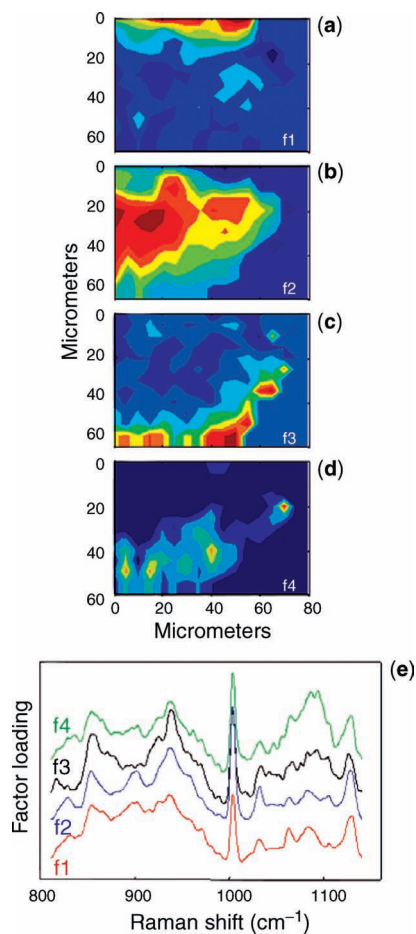 0
20
40
60
(a)
f1
0
20
40
60
(b)
f2
Micrometers
0
20
40
60
(c)
f3
0
20
40
60
(d)
f4
0 20 40 60 80
Micrometers
(e)
Factor loading
f4
f3
f2
f1
800 900 1000 1100
Raman shift (cm⁻¹)